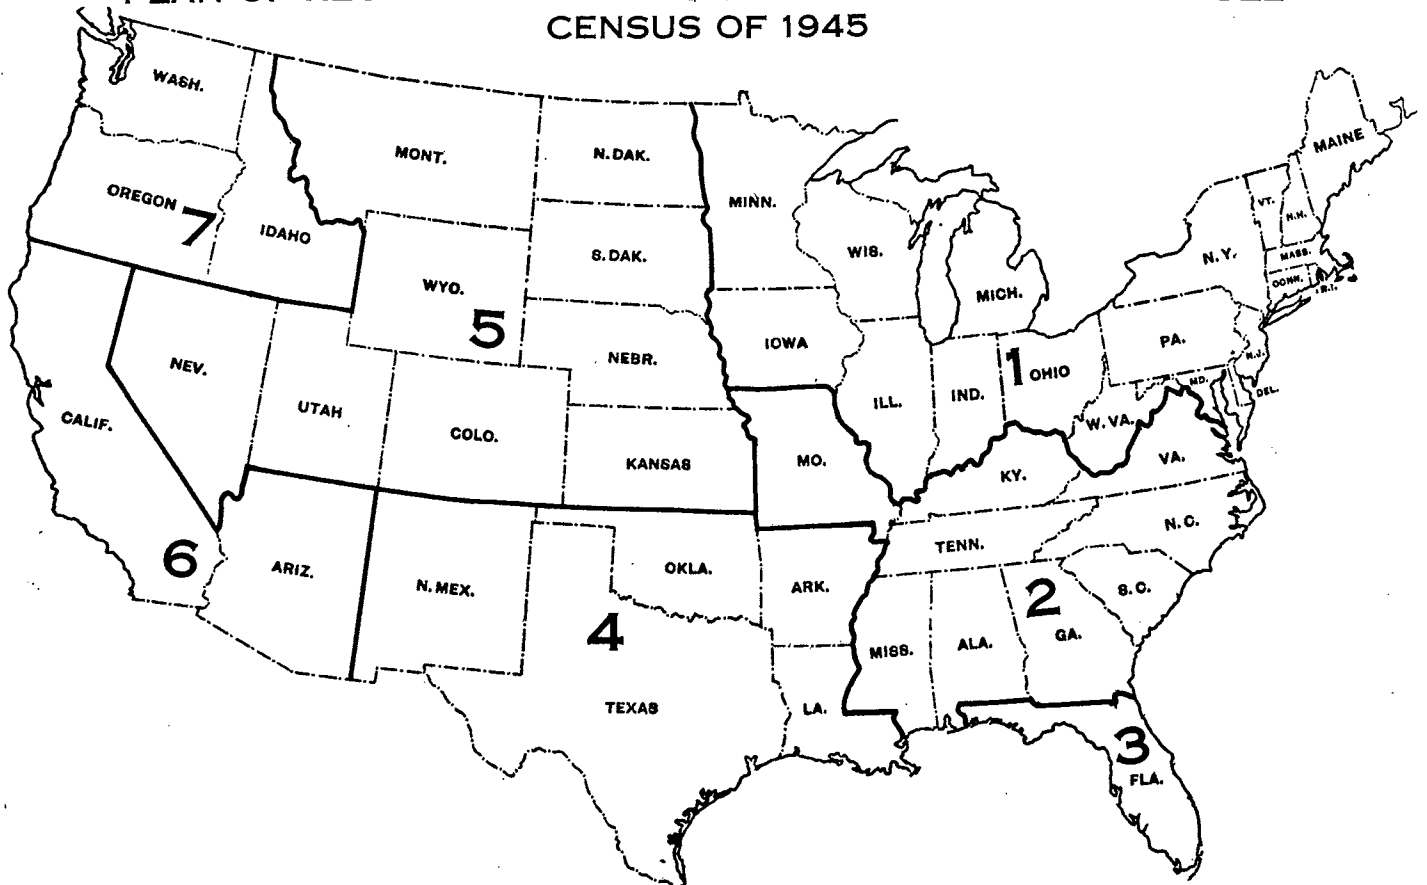 PLAN OF
CENSUS OF 1945
WASH.
MONT.
N. DAK.
MINN.
MAINE
OREGON
7
IDAHO
VT.
N.H.
WYO.
S. DAK.
WIS.
N.Y.
MASS.
CONN.
R.I.
5
MICH.
NEV.
NEBR.
IOWA
1
OHIO
PA.
N.J.
UTAH
COLO.
ILL.
IND.
MD.
DEL.
CALIF.
KANSAS
MO.
W. VA.
KY.
VA.
6
ARIZ.
N. MEX.
OKLA.
ARK.
TENN.
N.C.
4
2
S.C.
MISS.
ALA.
GA.
TEXAS
LA.
3
FLA.